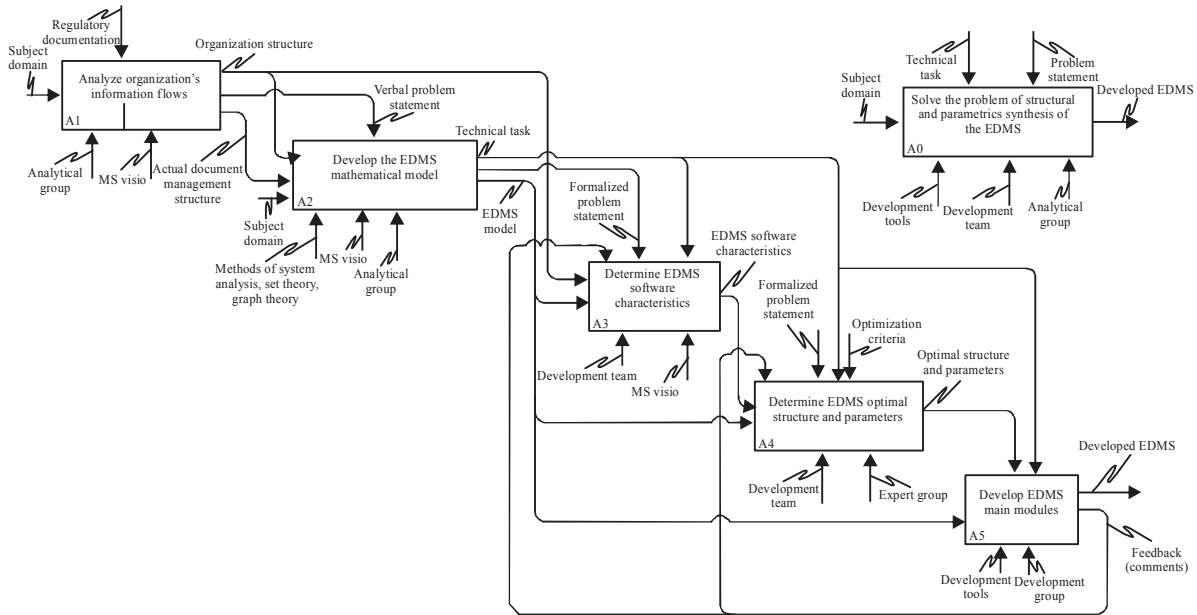 Regulatory
documentation
Subject
domain
Organization structure
Analyze organization's
information flows
A1
Analytical
group
MS visio
Actual document
management
structure
Verbal problem
statement
Technical task
Develop the EDMS
mathematical model
A2
Subject
domain
Methods of system
analysis, set theory,
graph theory
MS visio
Analytical
group
EDMS
model
Formalized
problem
statement
EDMS software
characteristics
Determine EDMS
software
characteristics
A3
Development team
MS visio
Formalized
problem
statement
Optimization
criteria
Optimal structure
and parameters
Determine EDMS optimal
structure and parameters
A4
Development
team
Expert group
Developed EDMS
Develop EDMS
main modules
A5
Development
tools
Development
group
Feedback
(comments)
Technical
task
Problem
statement
Subject
domain
Developed EDMS
Solve the problem of structural
and parametrics synthesis of
the EDMS
A0
Development
tools
Development
team
Analytical
group